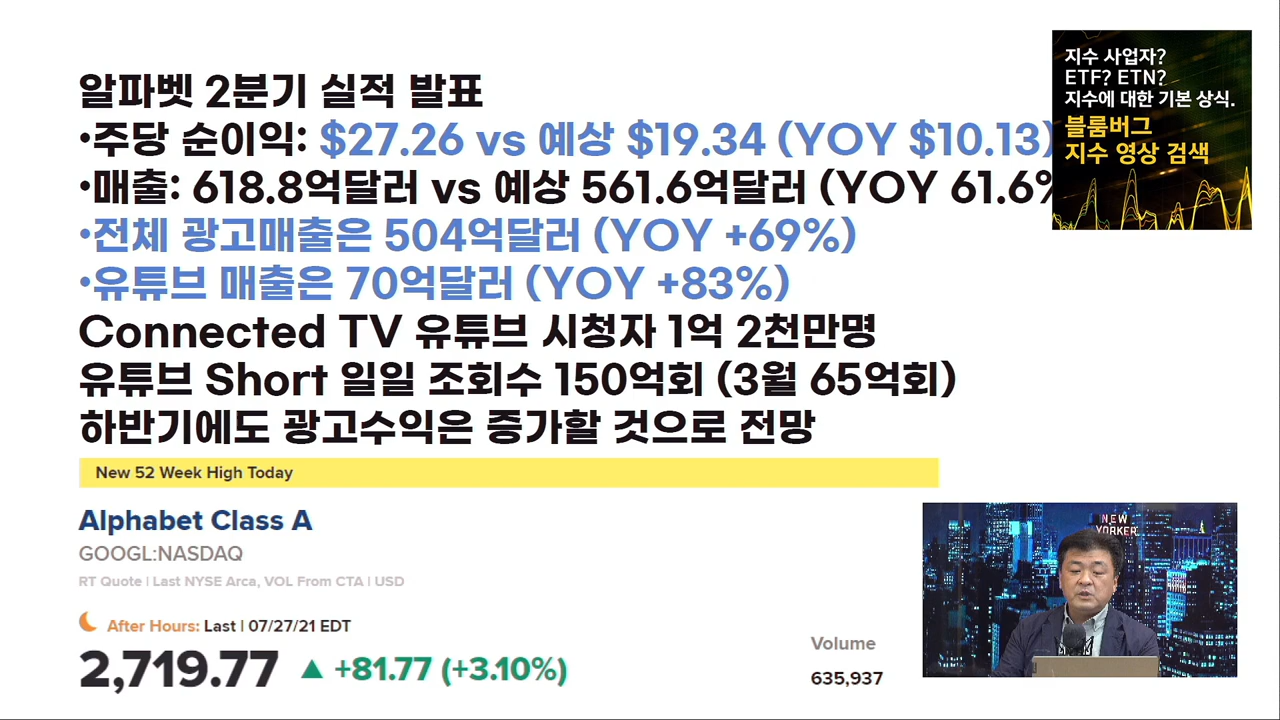 알파벳 2분기 실적 발표
•주당 순이익: $27.26 vs 예상 $19.34 (YOY $10.13)
•매출: 618.8억달러 vs 예상 561.6억달러 (YOY 61.6%
•전체 광고매출은 504억달러 (YOY +69%)
•유튜브 매출은 70억달러 (YOY +83%)
Connected TV 유튜브 시청자 1억 2천만명
유튜브 Short 일일 조회수 150억회 (3월 65억회)
하반기에도 광고수익은 증가할 것으로 전망
지수 사업자?
ETF? ETN?
지수에 대한 기본 상식.
블룸버그
지수 영상 검색
New 52 Week High Today
Alphabet Class A
GOOGL:NASDAQ
RT Quote | Last NYSE Arca, VOL From CTA | USD
After Hours: Last | 07/27/21 EDT
2,719.77 ▲ +81.77 (+3.10%)
Volume
635,937
NEW
YORKER